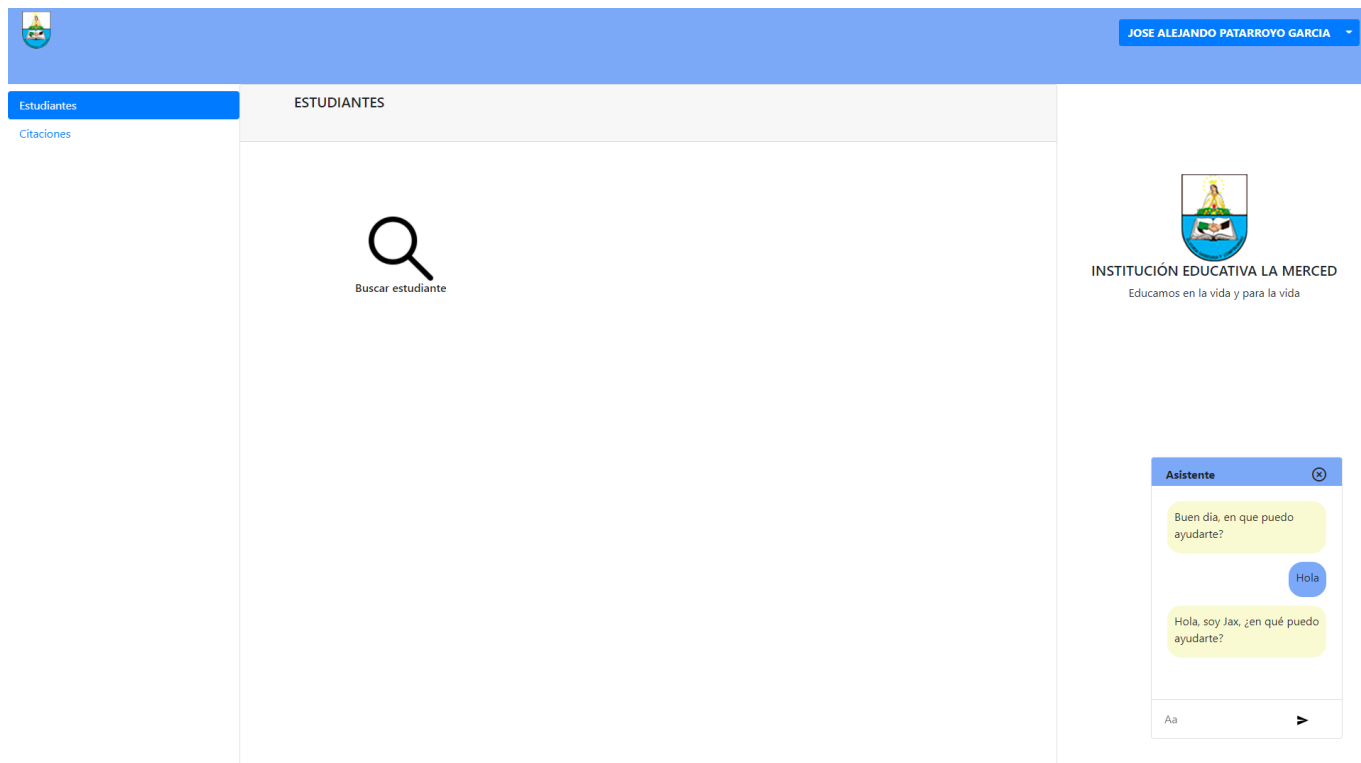 JOSE ALEJANDO PATARROYO GARCIA
Estudiantes
Citaciones
ESTUDIANTES
Buscar estudiante
INSTITUCIÓN EDUCATIVA LA MERCED
Educamos en la vida y para la vida
Asistente
Buen dia, en que puedo
ayudarte?
Hola
Hola, soy Jax, ¿en qué puedo
ayudarte?
Aa